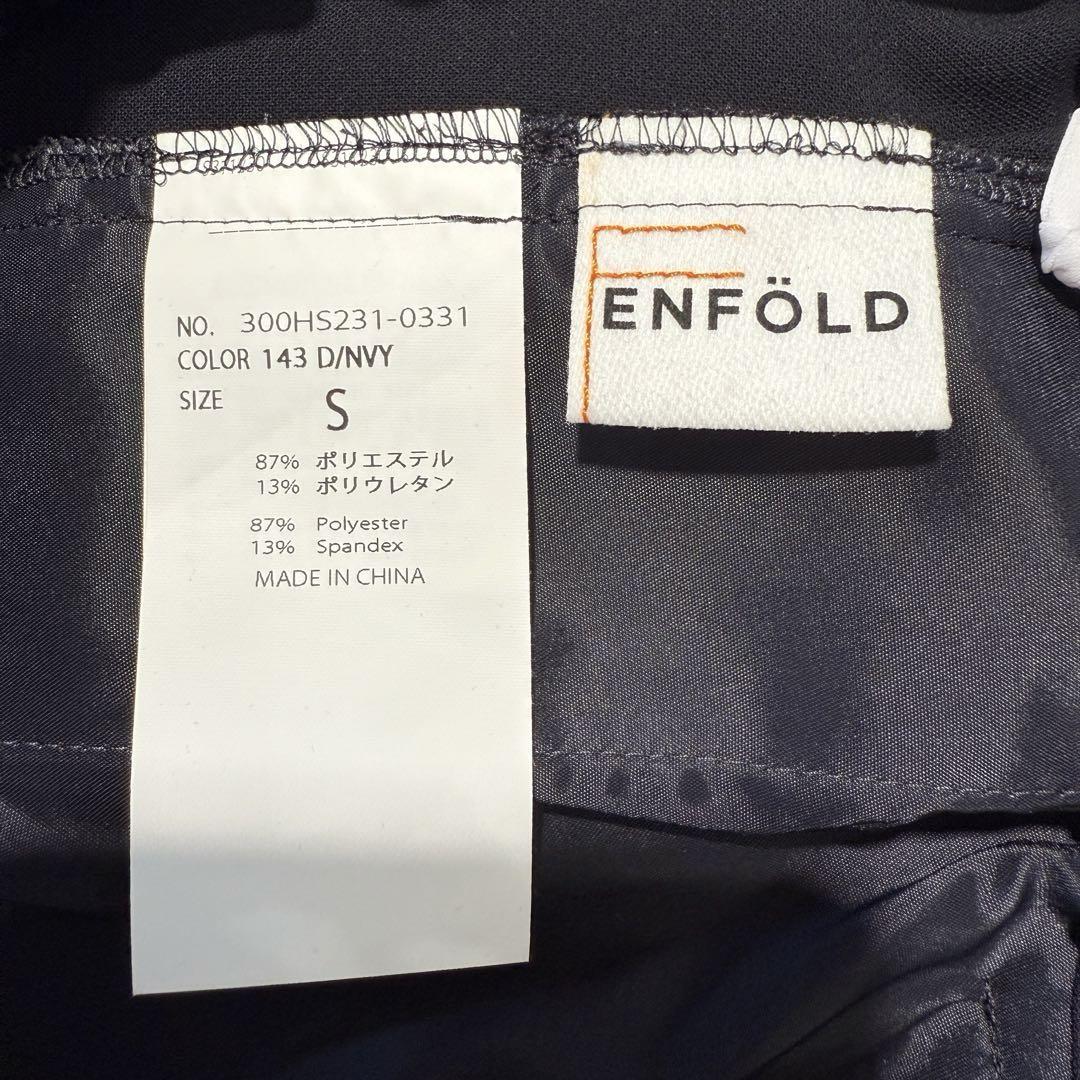 NO. 300HS231-0331
COLOR 143 D/NVY
SIZE S
87% ポリエステル
13% ポリウレタン
87% Polyester
13% Spandex
MADE IN CHINA
ENFÖLD